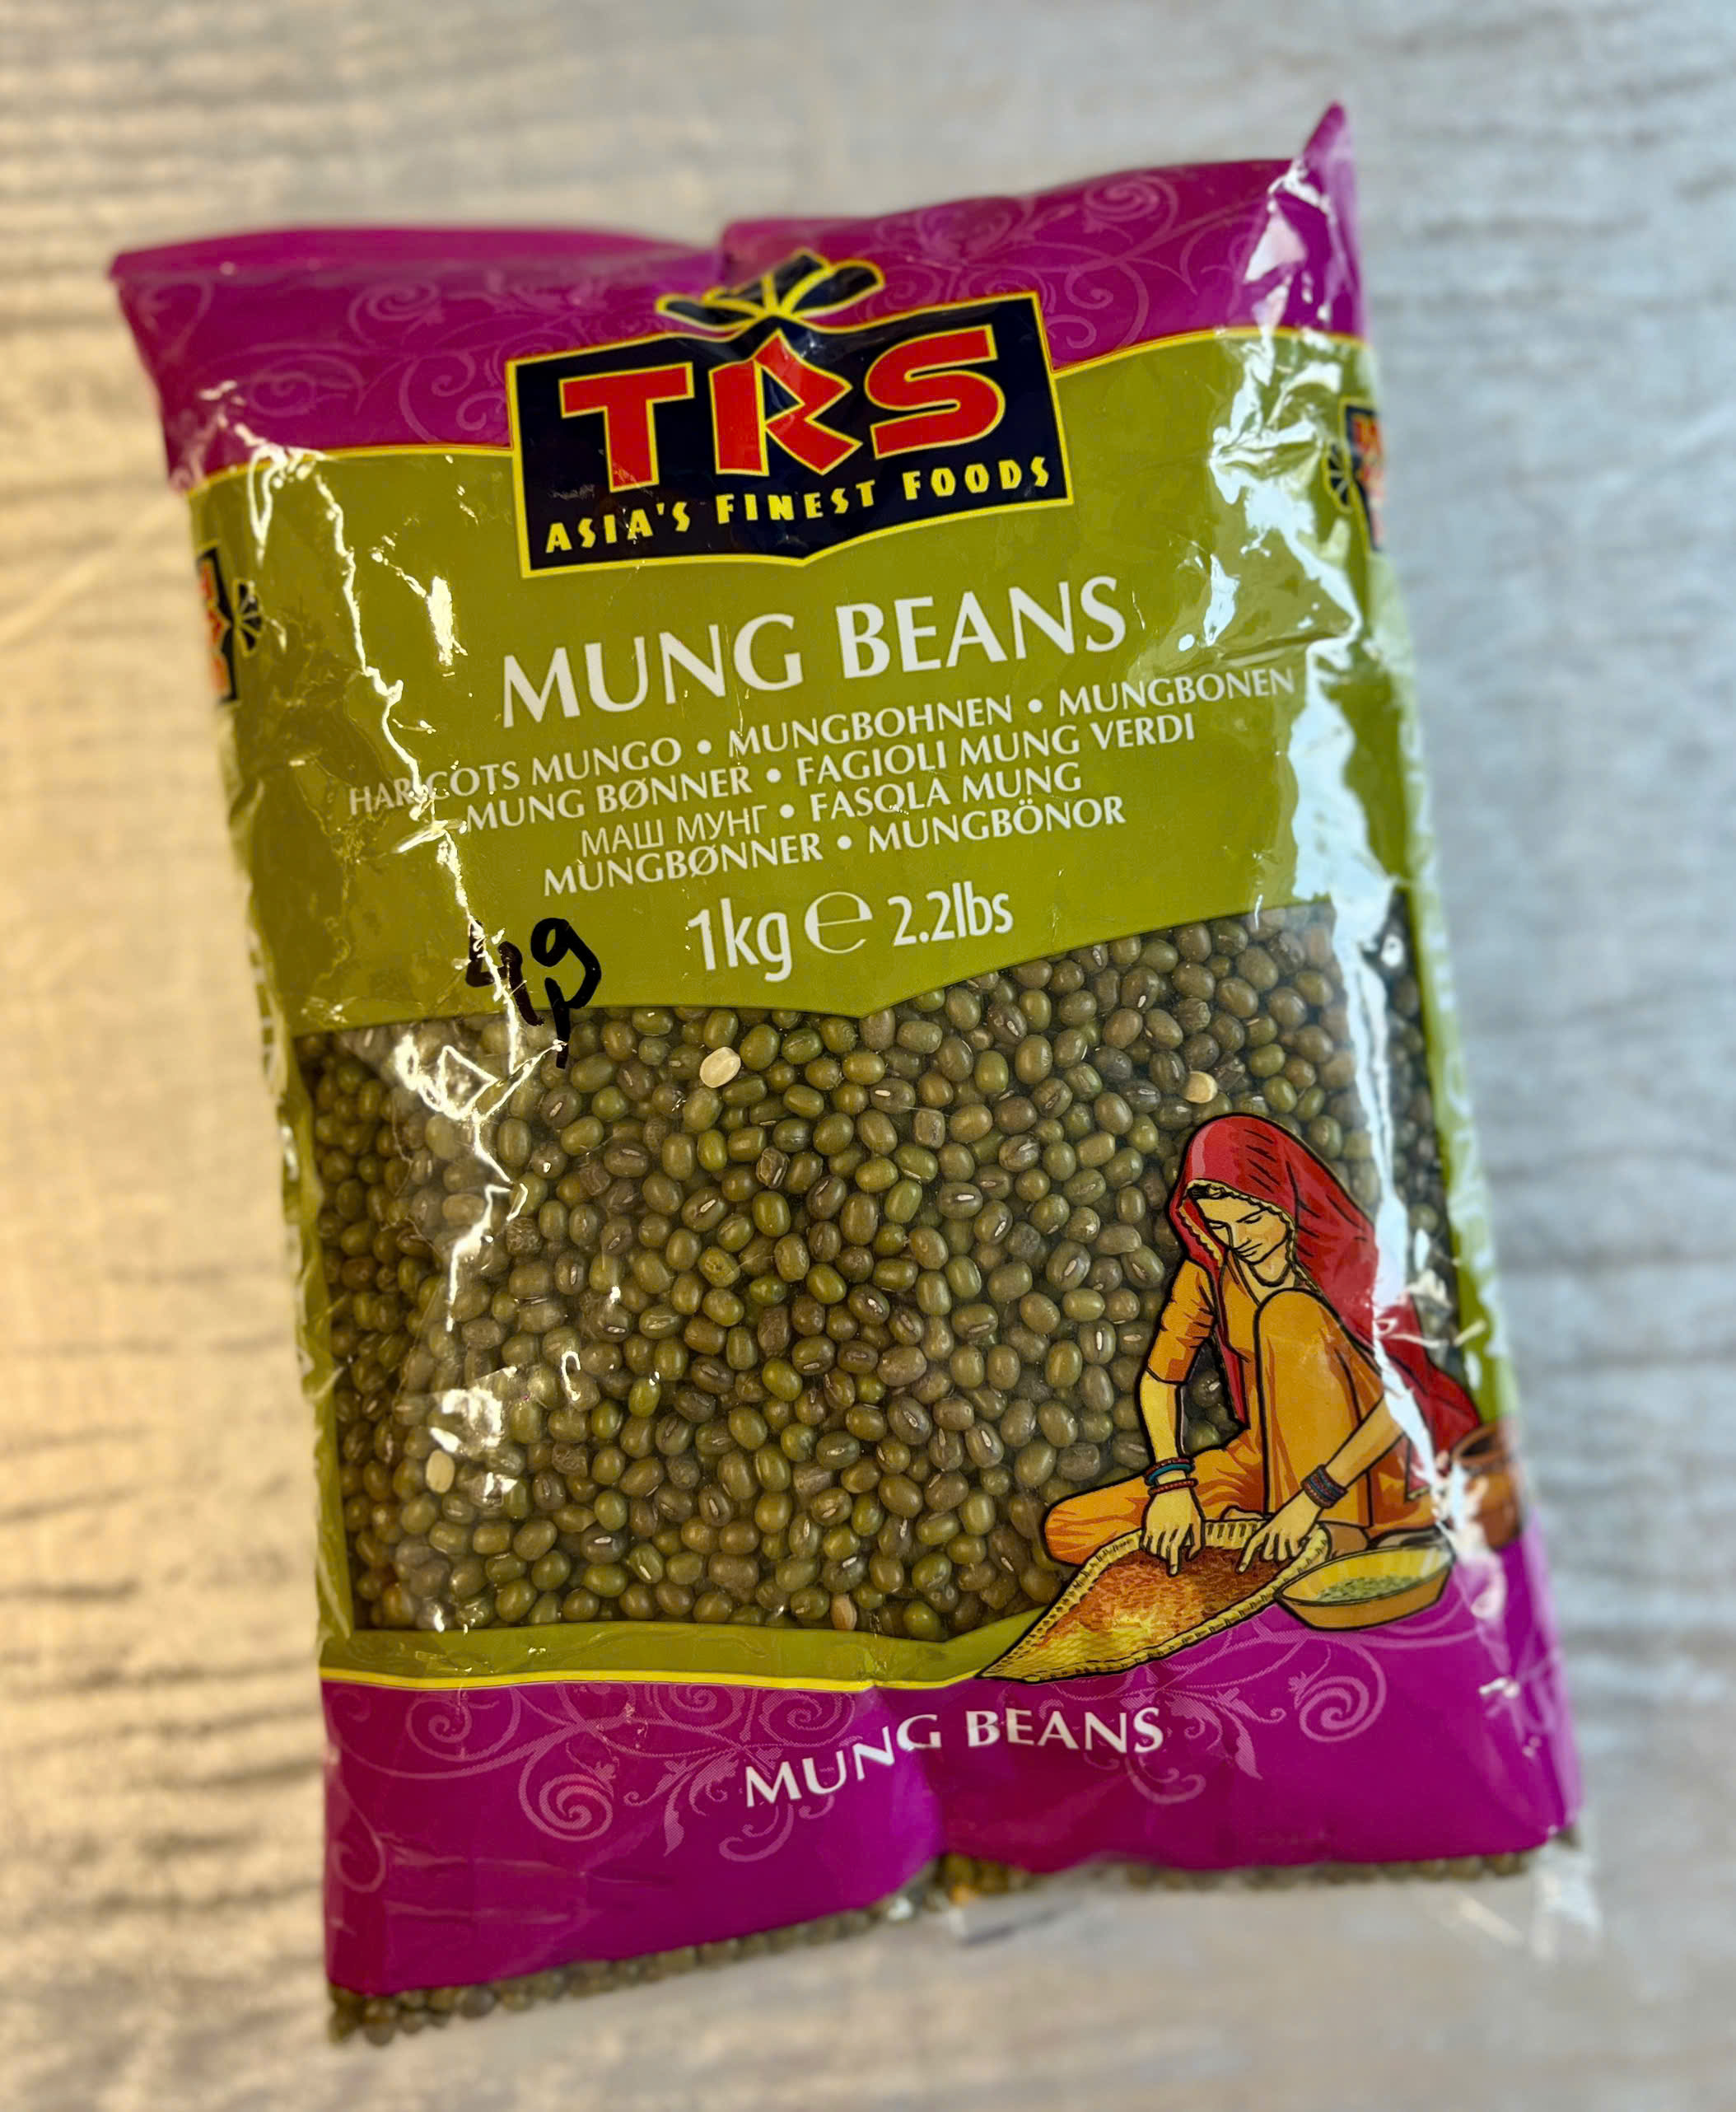 TRS
ASIA'S FINEST FOODS
MUNG BEANS
HARICOTS MUNGO • MUNGBOHNEN • MUNGBONEN
MUNG BØNNER • FAGIOLI MUNG VERDI
МАШ МУНГ • FASOLA MUNG
MUNGBØNNER • MUNGBÖNOR
1kg e 2.2lbs
49
MUNG BEANS